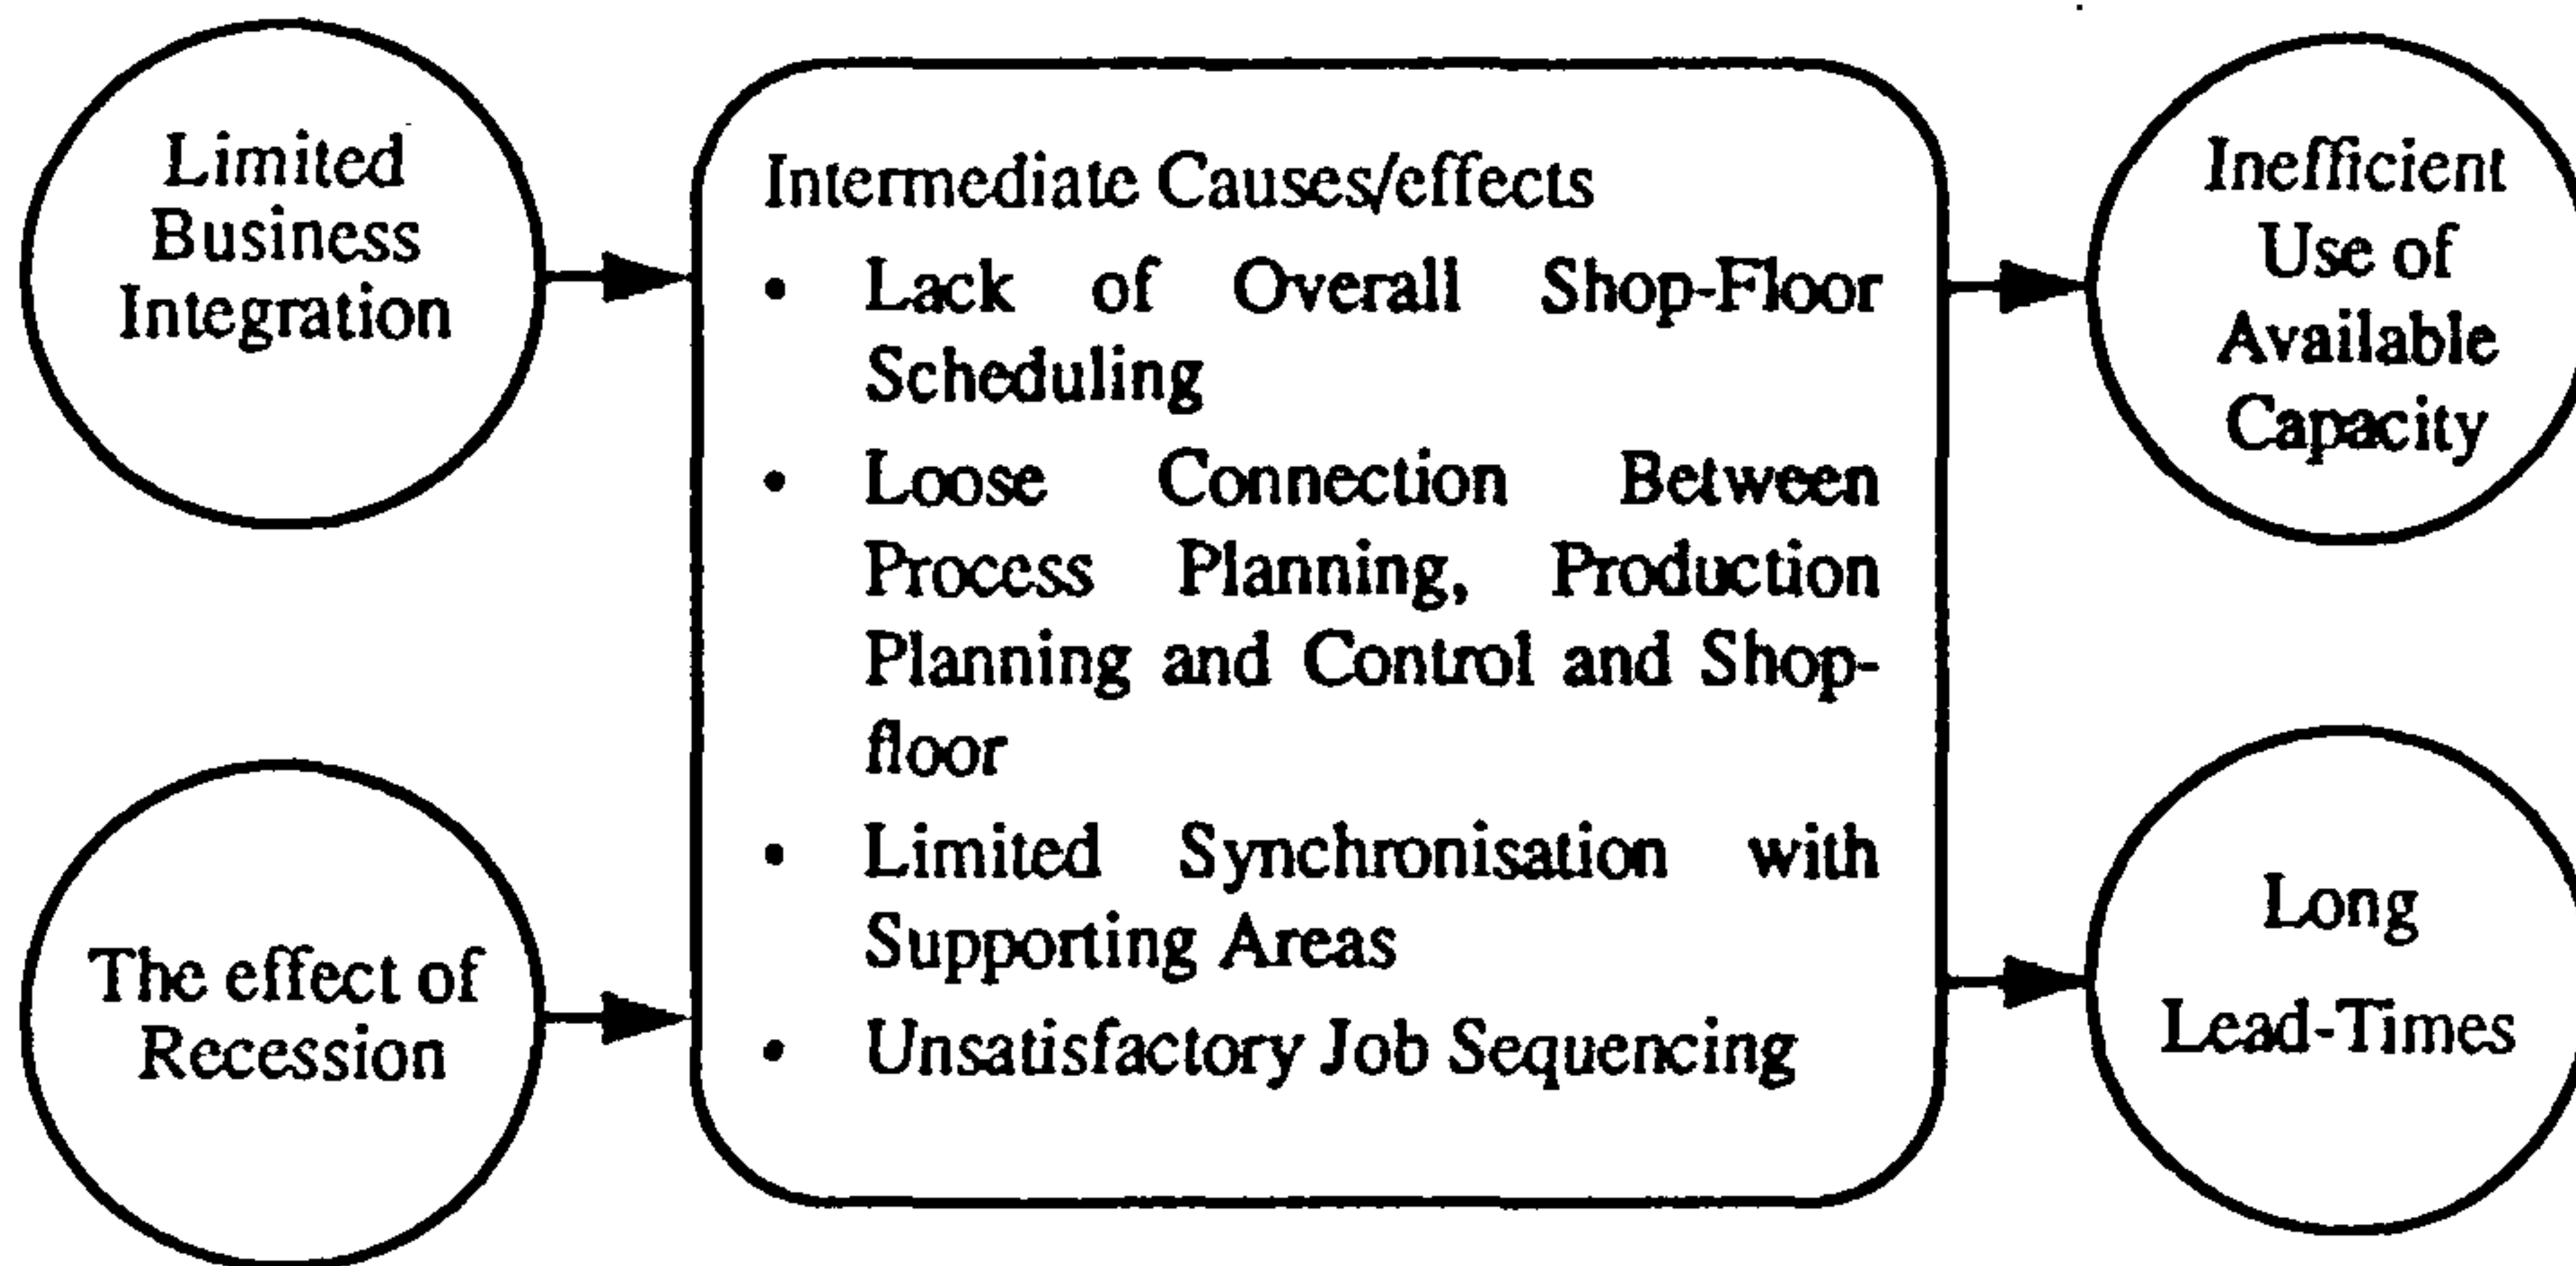 Limited
Business
Integration
The effect of
Recession
Intermediate Causes/effects
• Lack of Overall Shop-Floor
Scheduling
• Loose Connection Between
Process Planning, Production
Planning and Control and Shop-
floor
• Limited Synchronisation with
Supporting Areas
• Unsatisfactory Job Sequencing
Inefficient
Use of
Available
Capacity
Long
Lead-Times